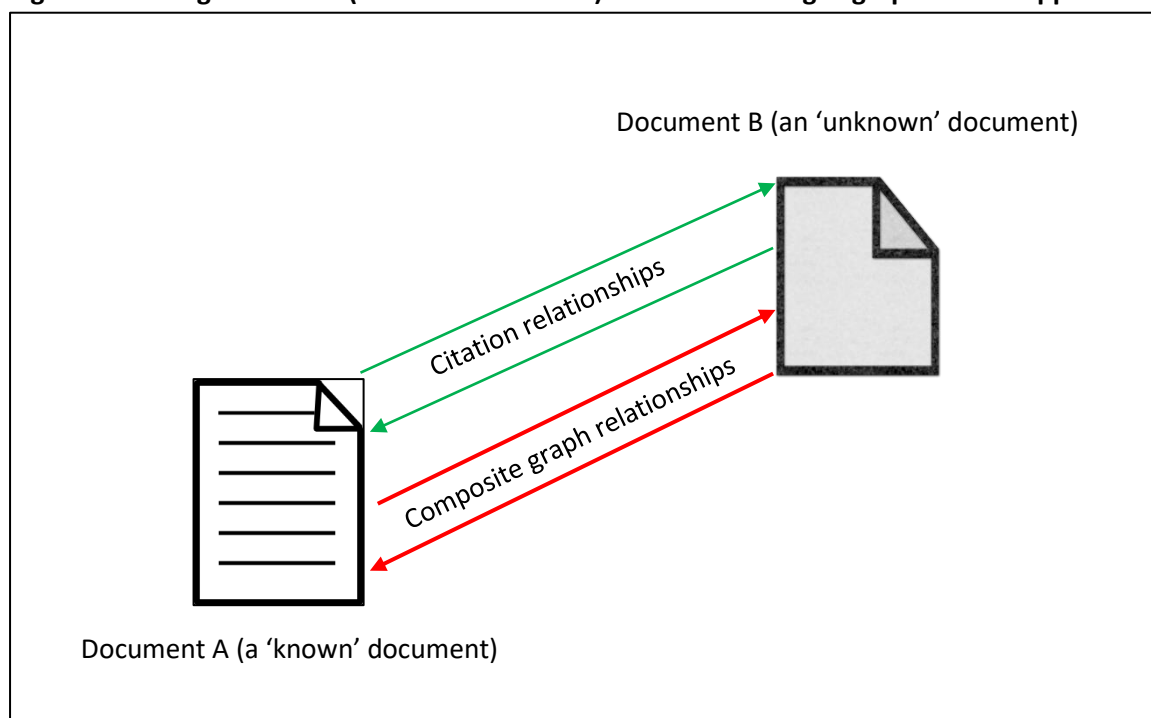 Document B (an ‘unknown’ document)
Citation relationships
Composite graph relationships
Document A (a ‘known’ document)